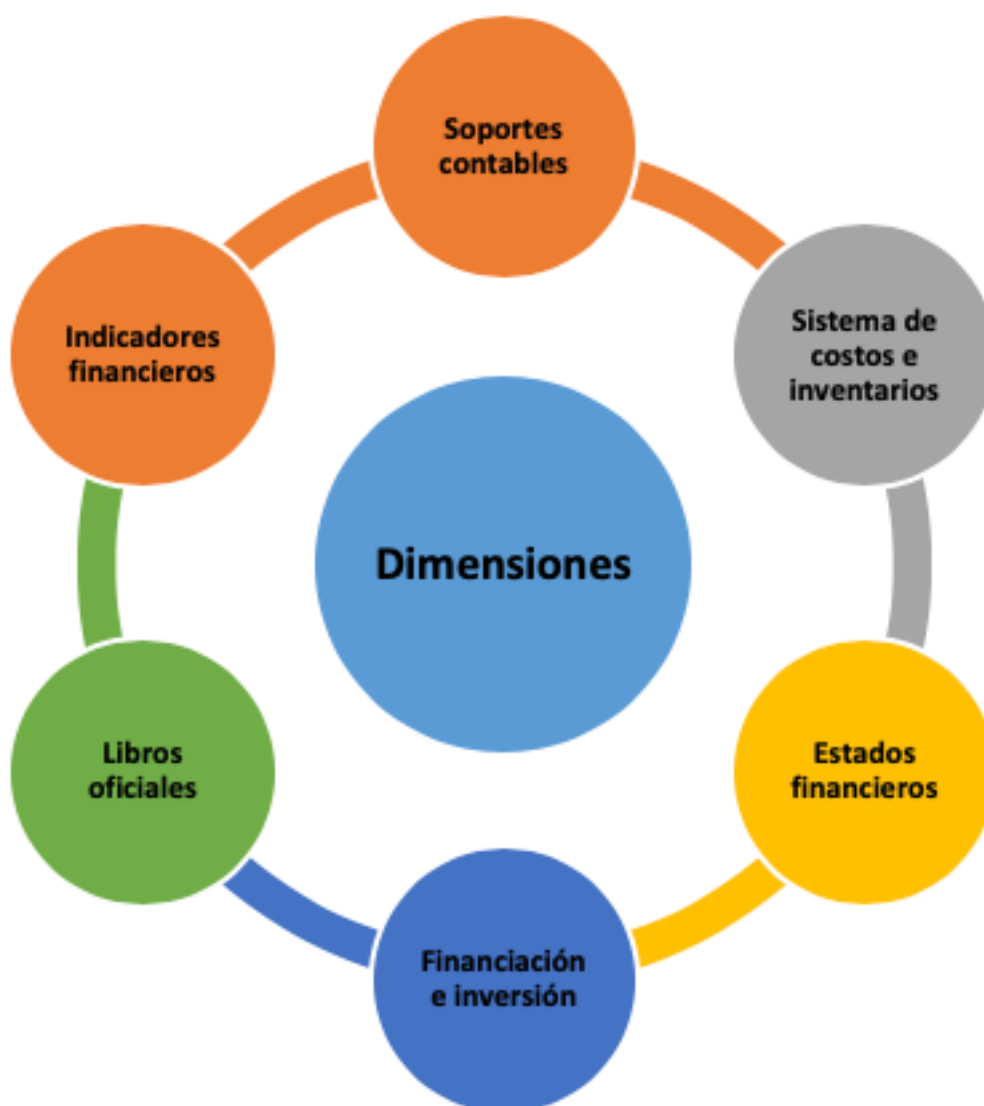 Soportes
contables
Sistema de
costos e
inventarios
Estados
financieros
Financiación
e inversión
Libros
oficiales
Indicadores
financieros
Dimensiones